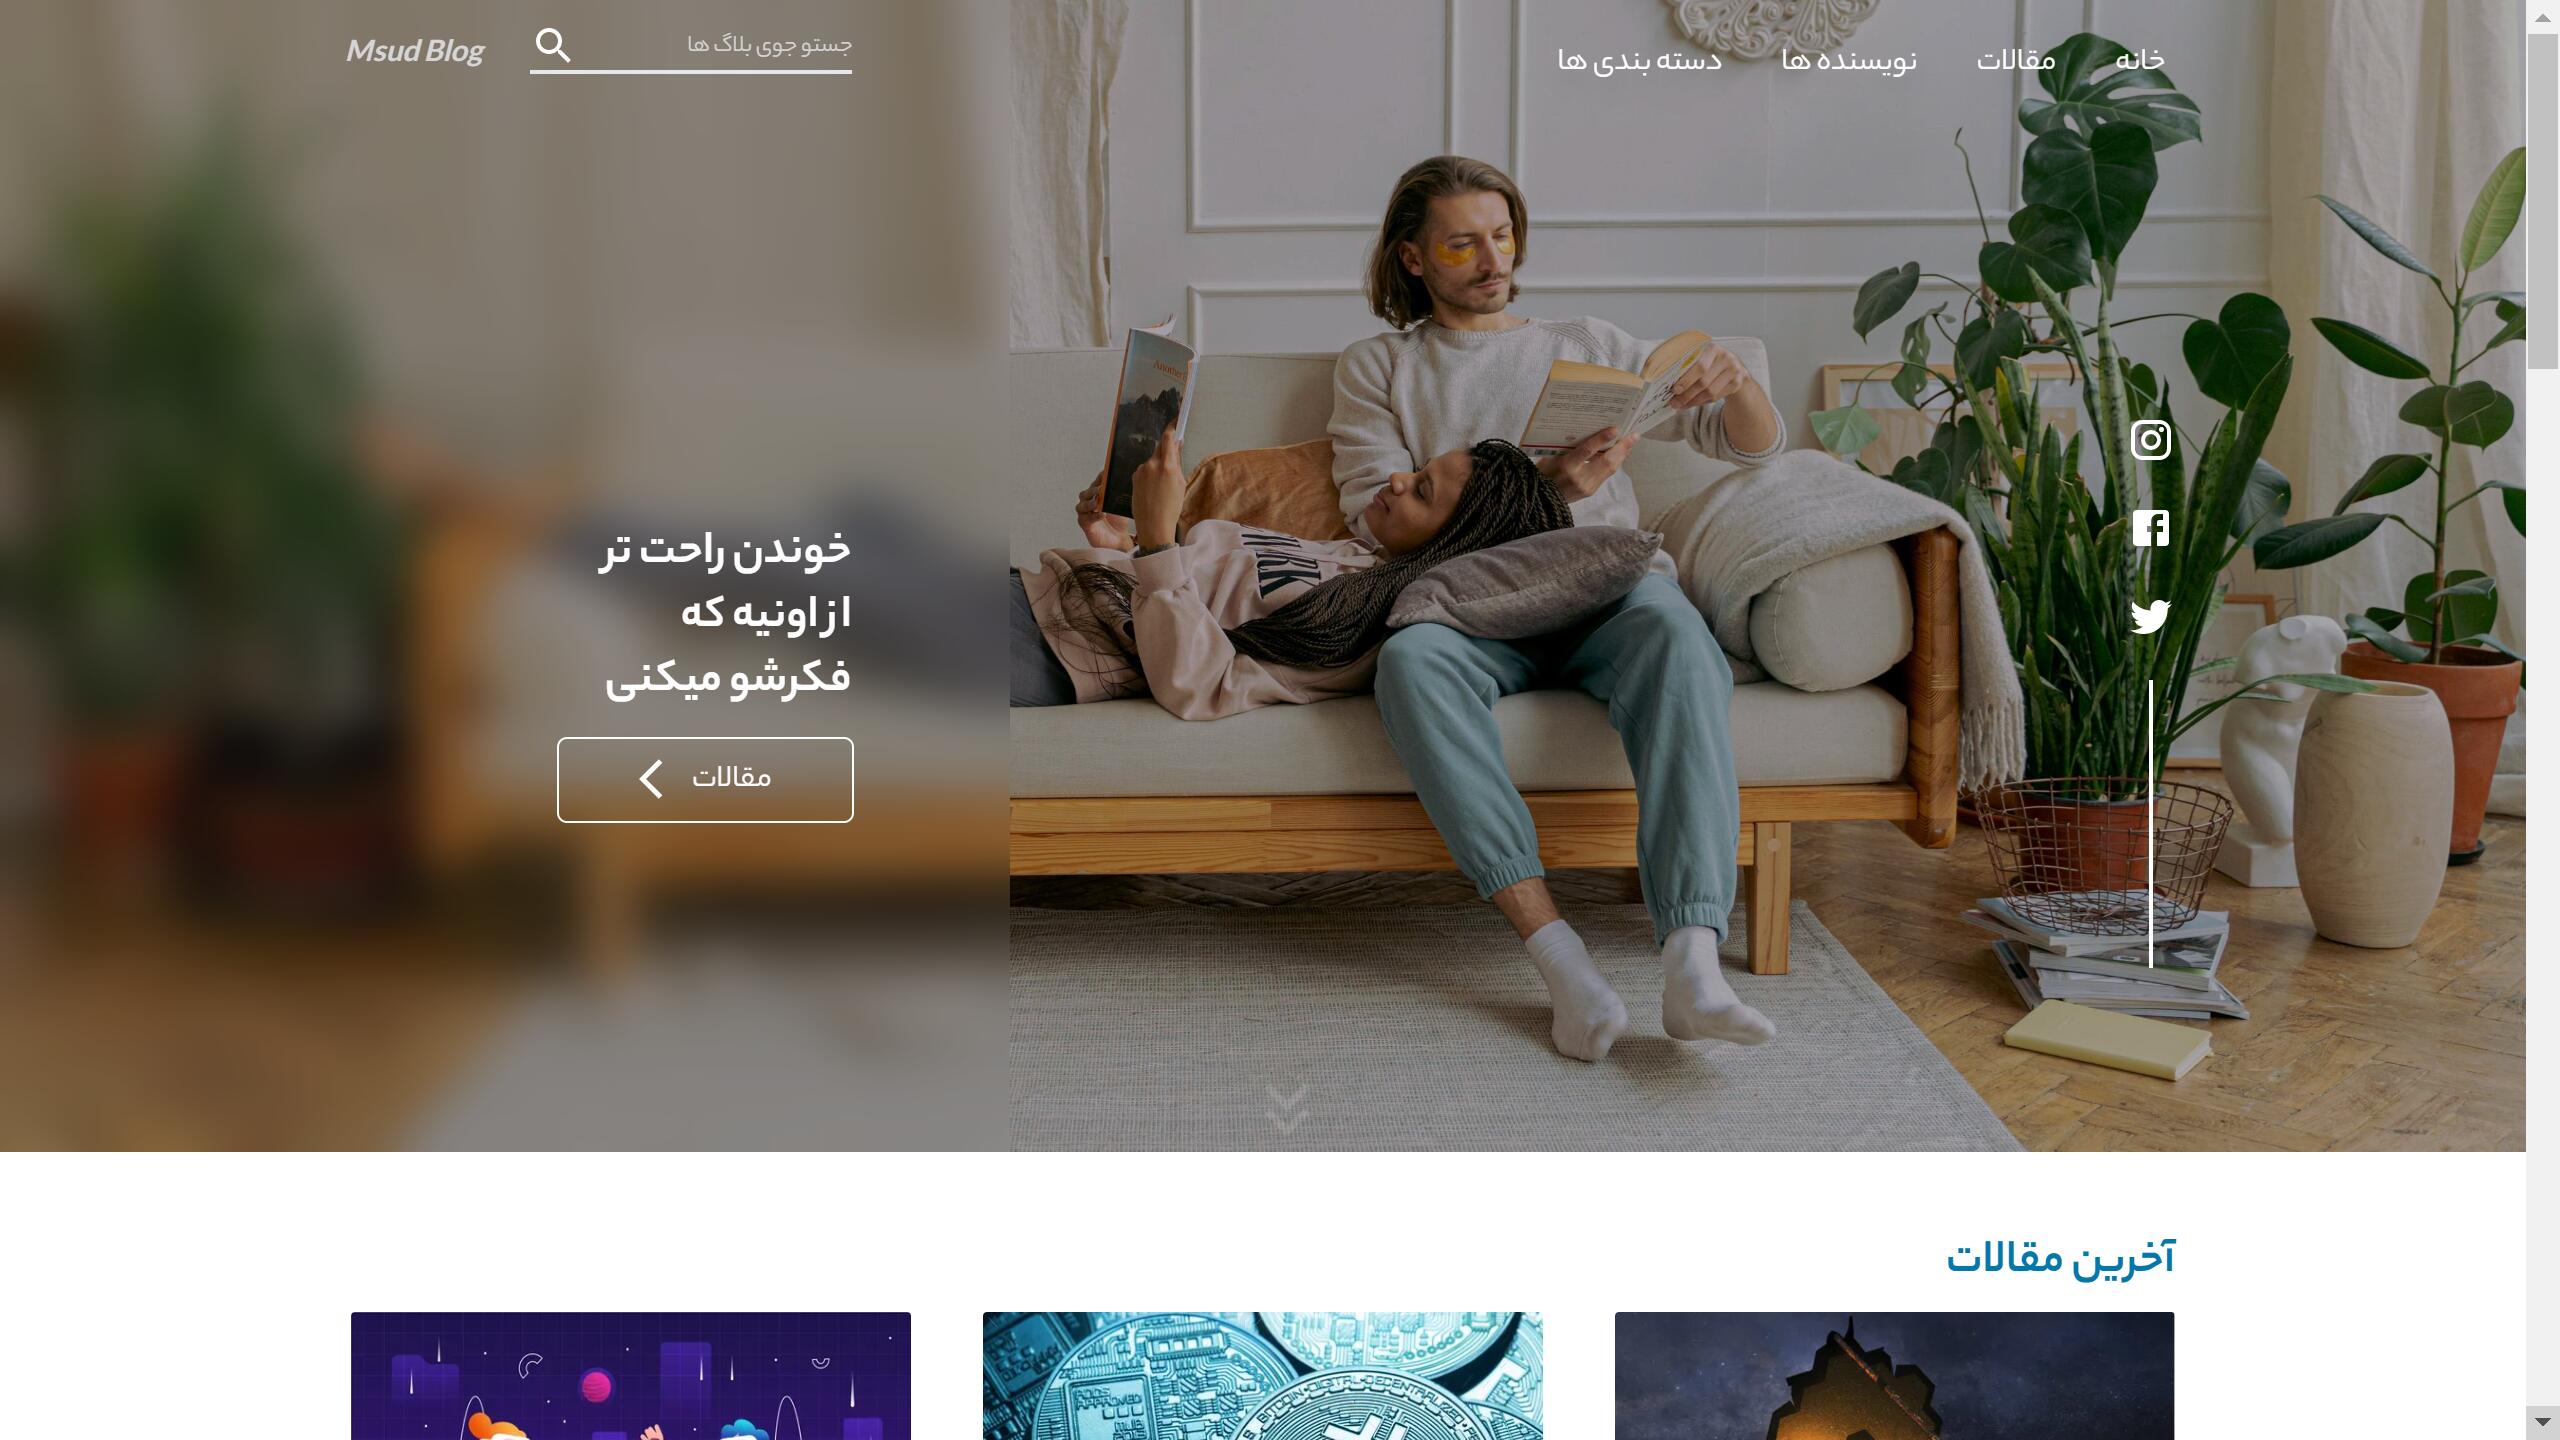 خانه
مقالات
نویسنده ها
دسته بندی ها
جستو جوی بلاگ ها
Msud Blog
خوندن راحت تر
از اونیه که
فکرشو میکنی
مقالات
آخرین مقالات